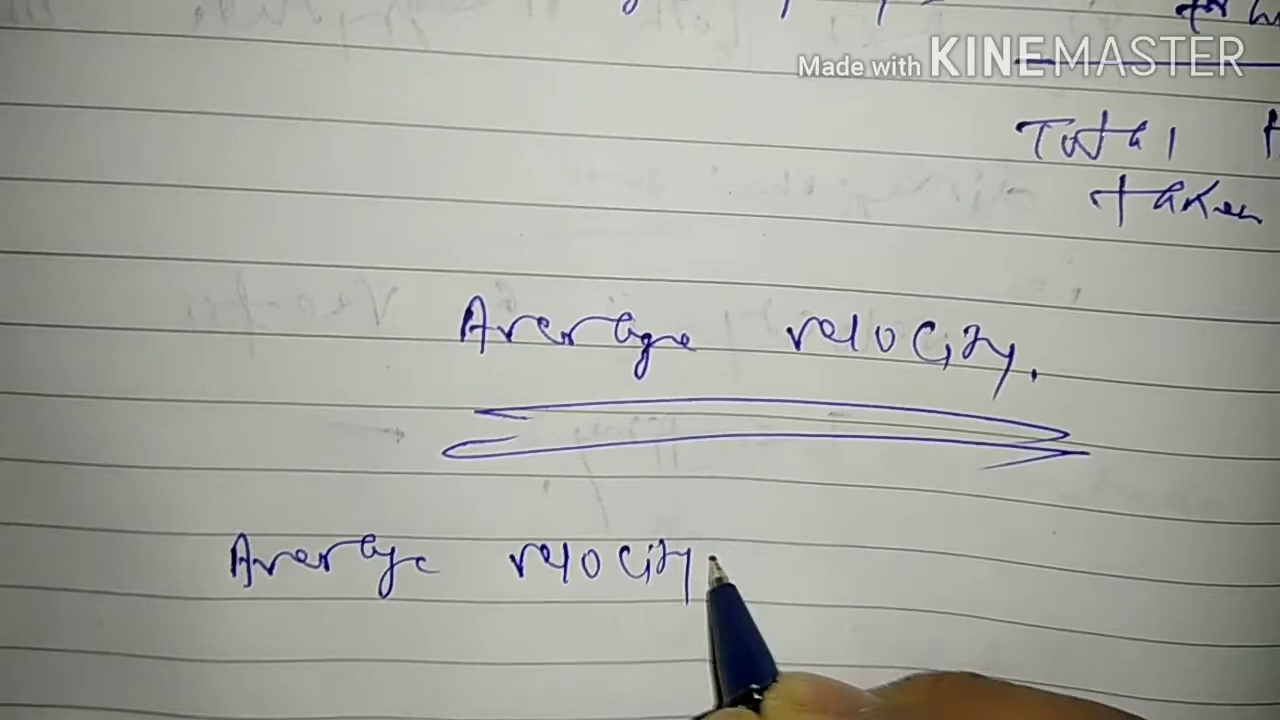 Made with KINEMASTER
Total
taken
Average velocity.
Average velocity